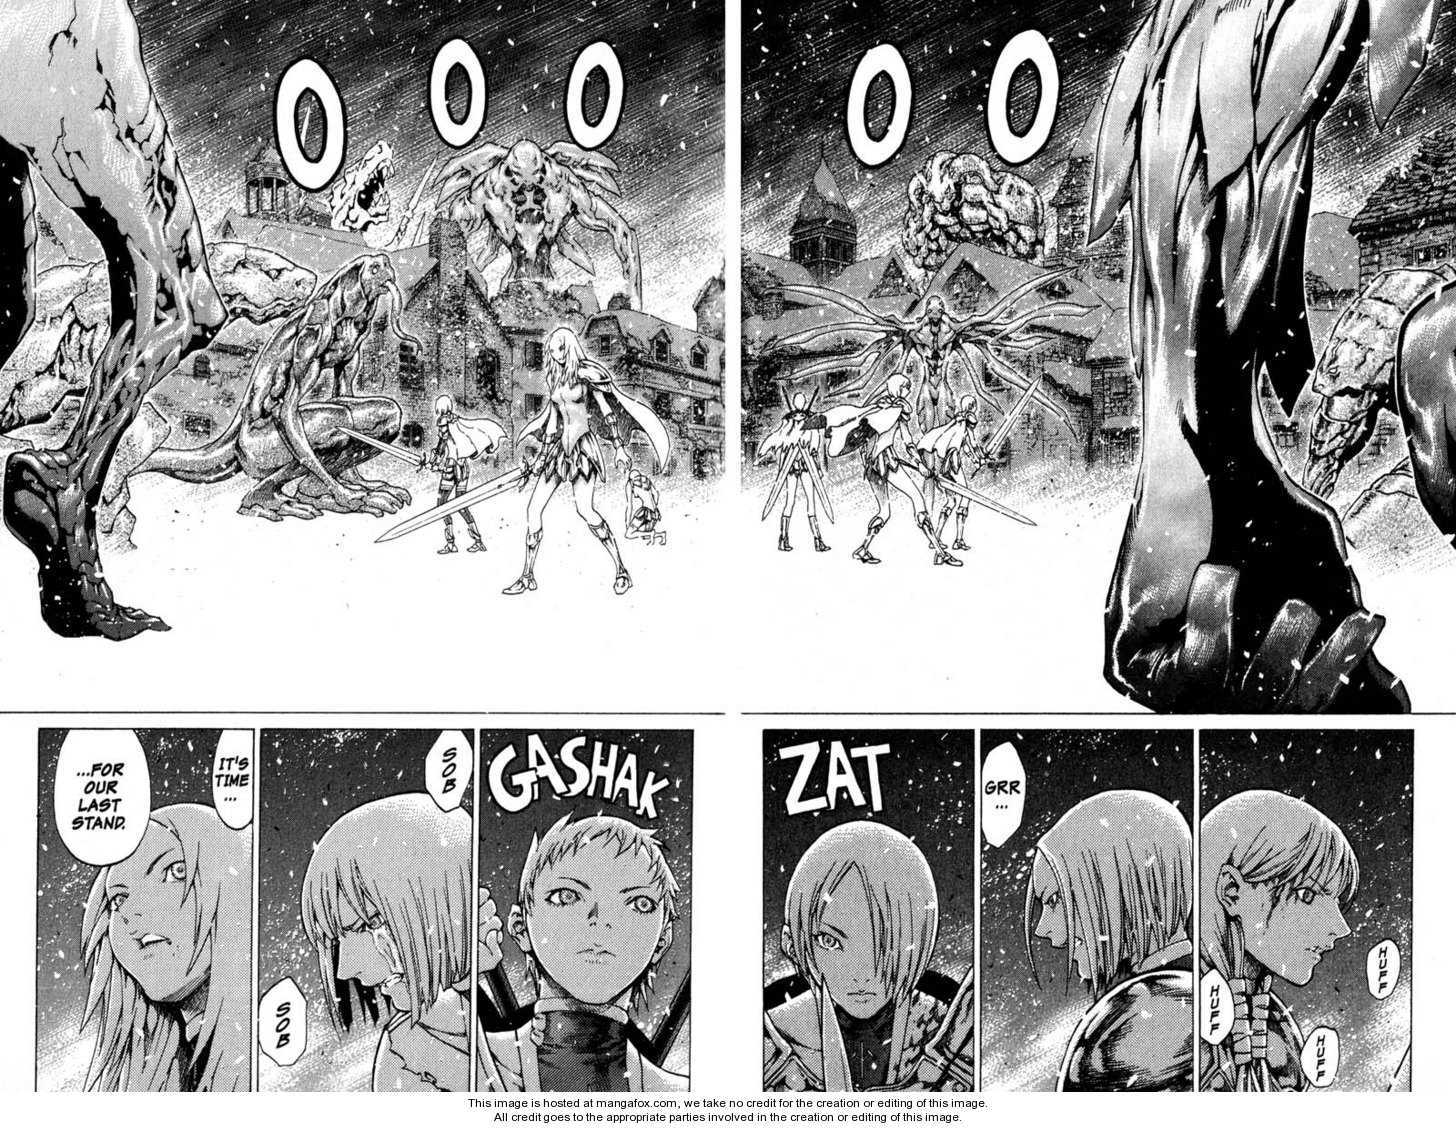 O O
O O O
HUFF
HUFF
HUFF
GRR
...
ZAT
GASHAK
SOB
SOB
IT'S
TIME
...
...FOR
OUR
LAST
STAND.
This image is hosted at mangafox.com, we take no credit for the creation or editing of this image.
All credit goes to the appropriate parties involved in the creation or editing of this image.